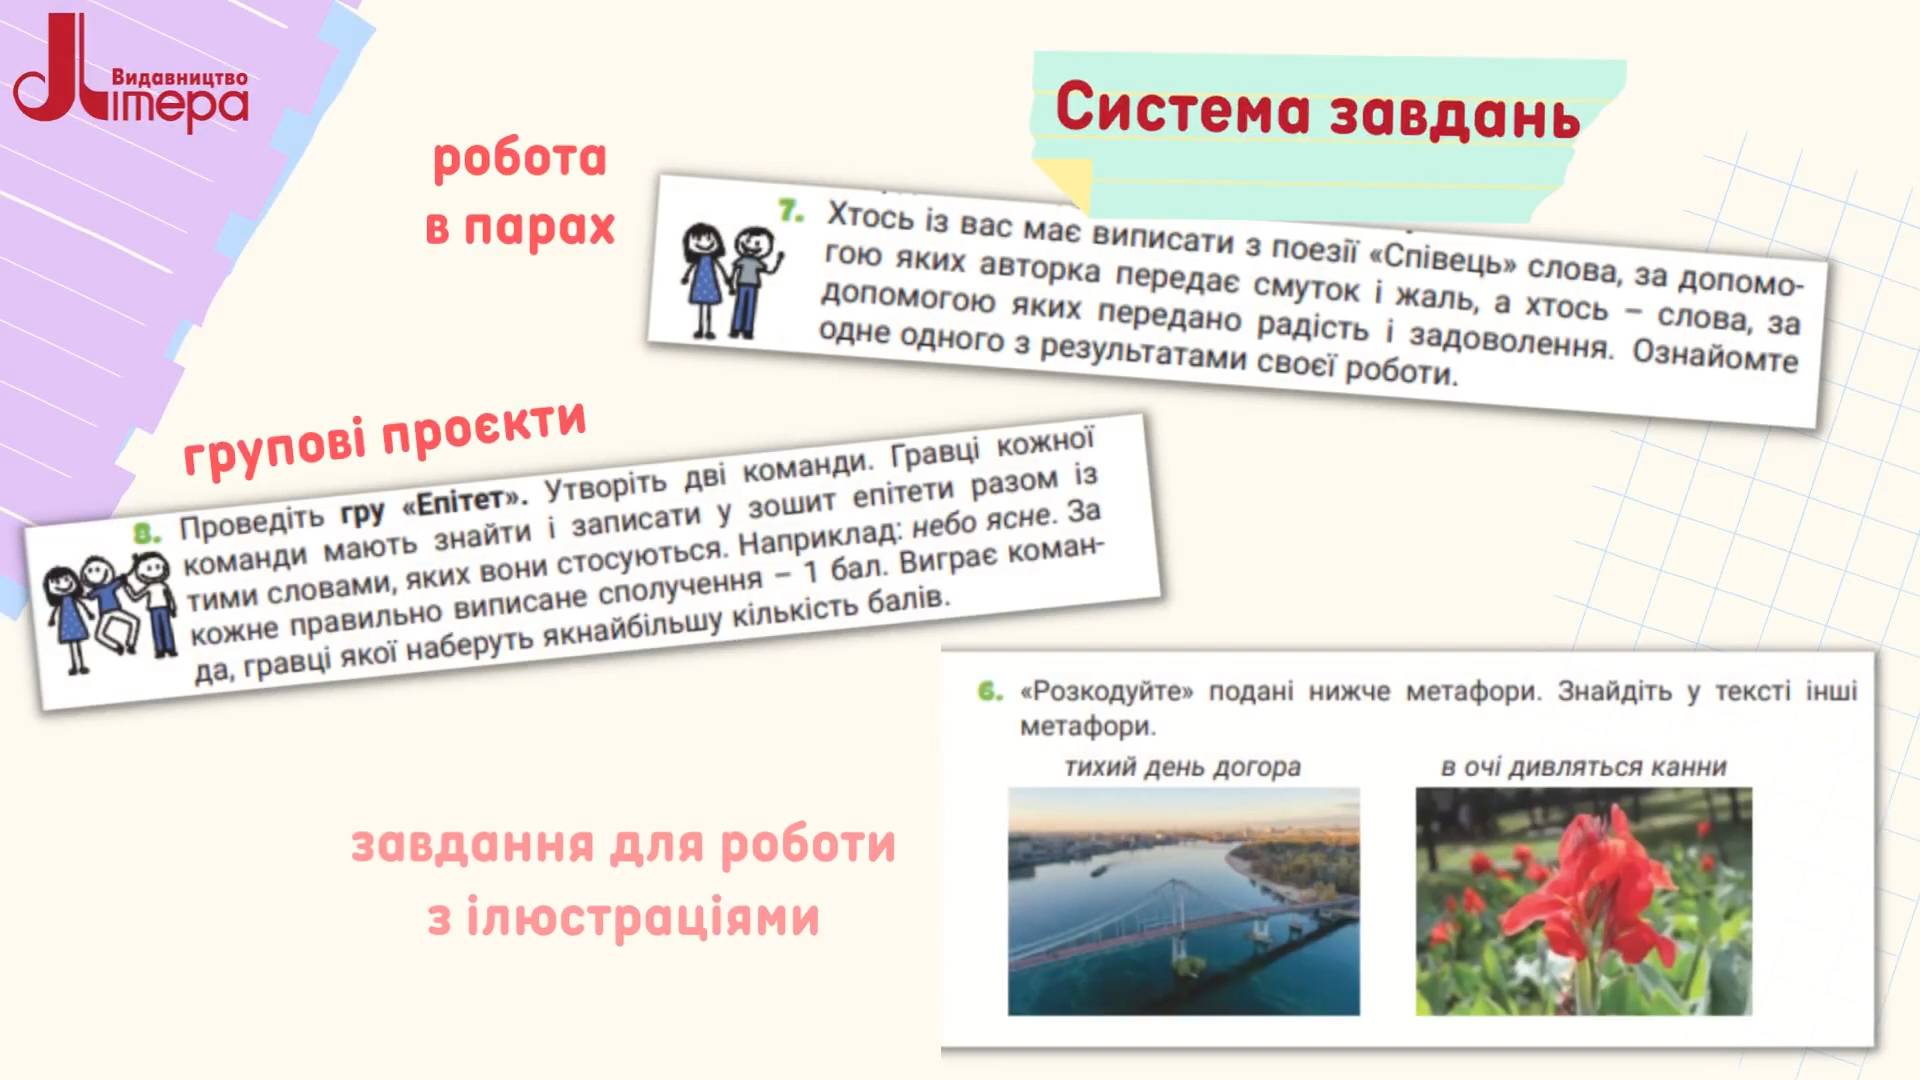 Видавництво
Літера
Система завдань
робота
в парах
7. Хтось із вас має виписати з поезії «Співець» слова, за допомо-
гою яких авторка передає смуток і жаль, а хтось – слова, за
допомогою яких передано радість і задоволення. Ознайомте
одне одного з результатами своєї роботи.
групові проєкти
8. Проведіть гру «Епітет». Утворіть дві команди. Гравці кожної
команди мають знайти і записати у зошит епітети разом із
тими словами, яких вони стосуються. Наприклад: небо ясне. За
кожне правильно виписане сполучення – 1 бал. Виграє коман-
да, гравці якої наберуть якнайбільшу кількість балів.
6. «Розкодуйте» подані нижче метафори. Знайдіть у тексті інші
метафори.
тихий день догора
в очі дивляться канни
завдання для роботи
з ілюстраціями